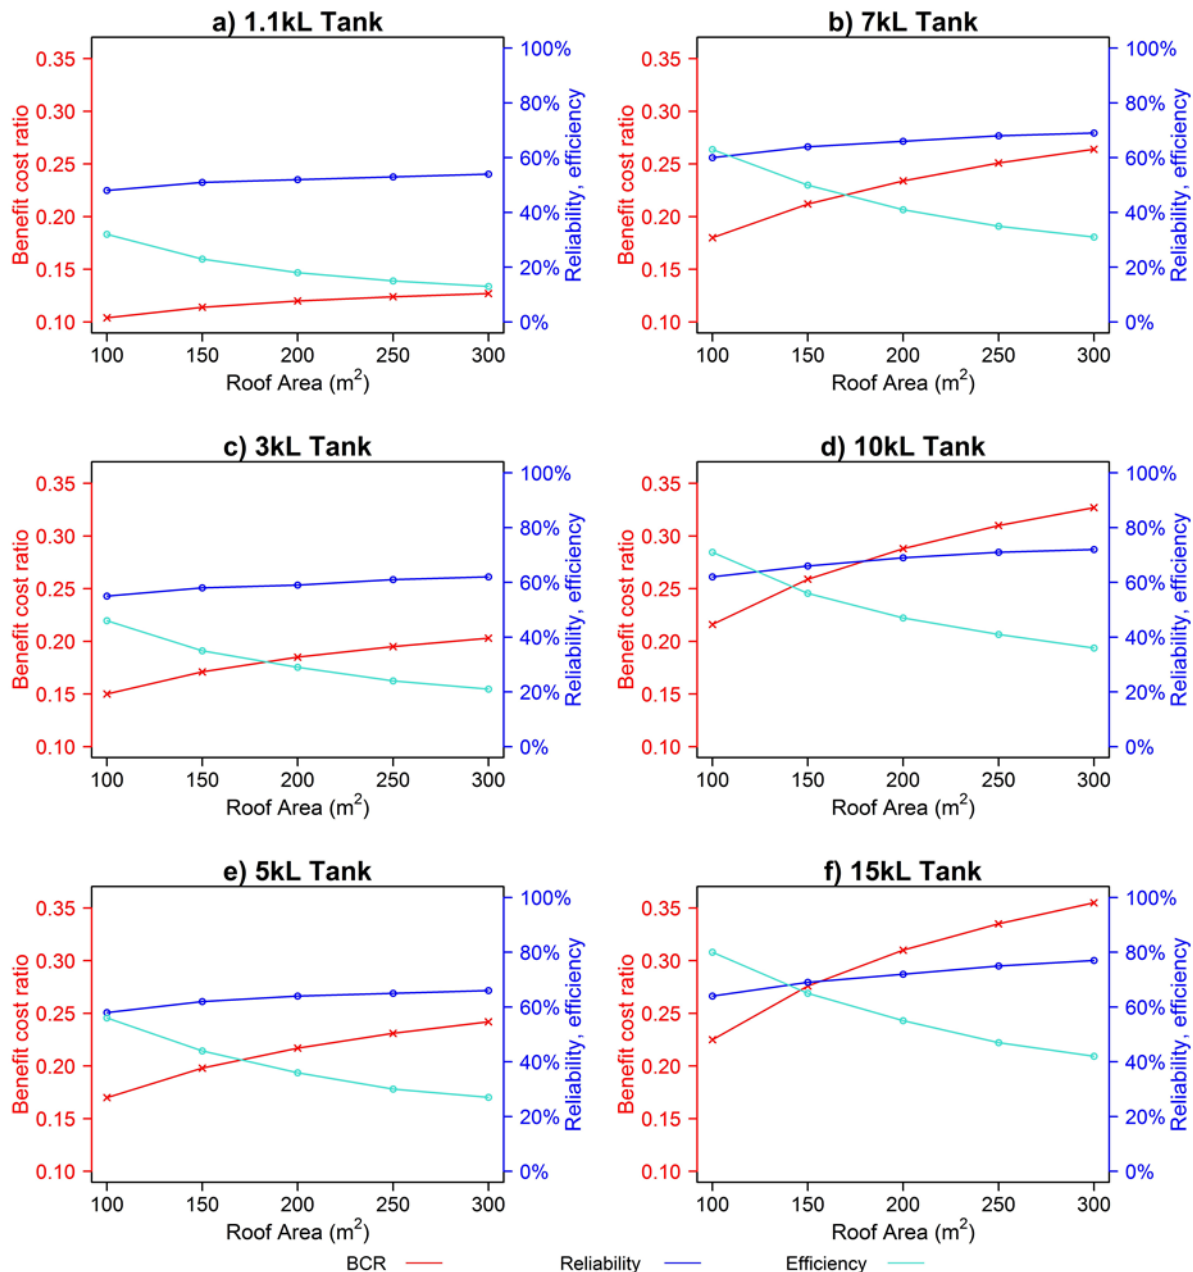 a) 1.1kL Tank
0.35
0.30
0.25
0.20
0.15
0.10
Benefit cost ratio
100%
80%
60%
40%
20%
0%
Reliability, efficiency
100 150 200 250 300
Roof Area (m²)
b) 7kL Tank
0.35
0.30
0.25
0.20
0.15
0.10
Benefit cost ratio
100%
80%
60%
40%
20%
0%
Reliability, efficiency
100 150 200 250 300
Roof Area (m²)
c) 3kL Tank
0.35
0.30
0.25
0.20
0.15
0.10
Benefit cost ratio
100%
80%
60%
40%
20%
0%
Reliability, efficiency
100 150 200 250 300
Roof Area (m²)
d) 10kL Tank
0.35
0.30
0.25
0.20
0.15
0.10
Benefit cost ratio
100%
80%
60%
40%
20%
0%
Reliability, efficiency
100 150 200 250 300
Roof Area (m²)
e) 5kL Tank
0.35
0.30
0.25
0.20
0.15
0.10
Benefit cost ratio
100%
80%
60%
40%
20%
0%
Reliability, efficiency
100 150 200 250 300
Roof Area (m²)
f) 15kL Tank
0.35
0.30
0.25
0.20
0.15
0.10
Benefit cost ratio
100%
80%
60%
40%
20%
0%
Reliability, efficiency
100 150 200 250 300
Roof Area (m²)
BCR Reliability Efficiency